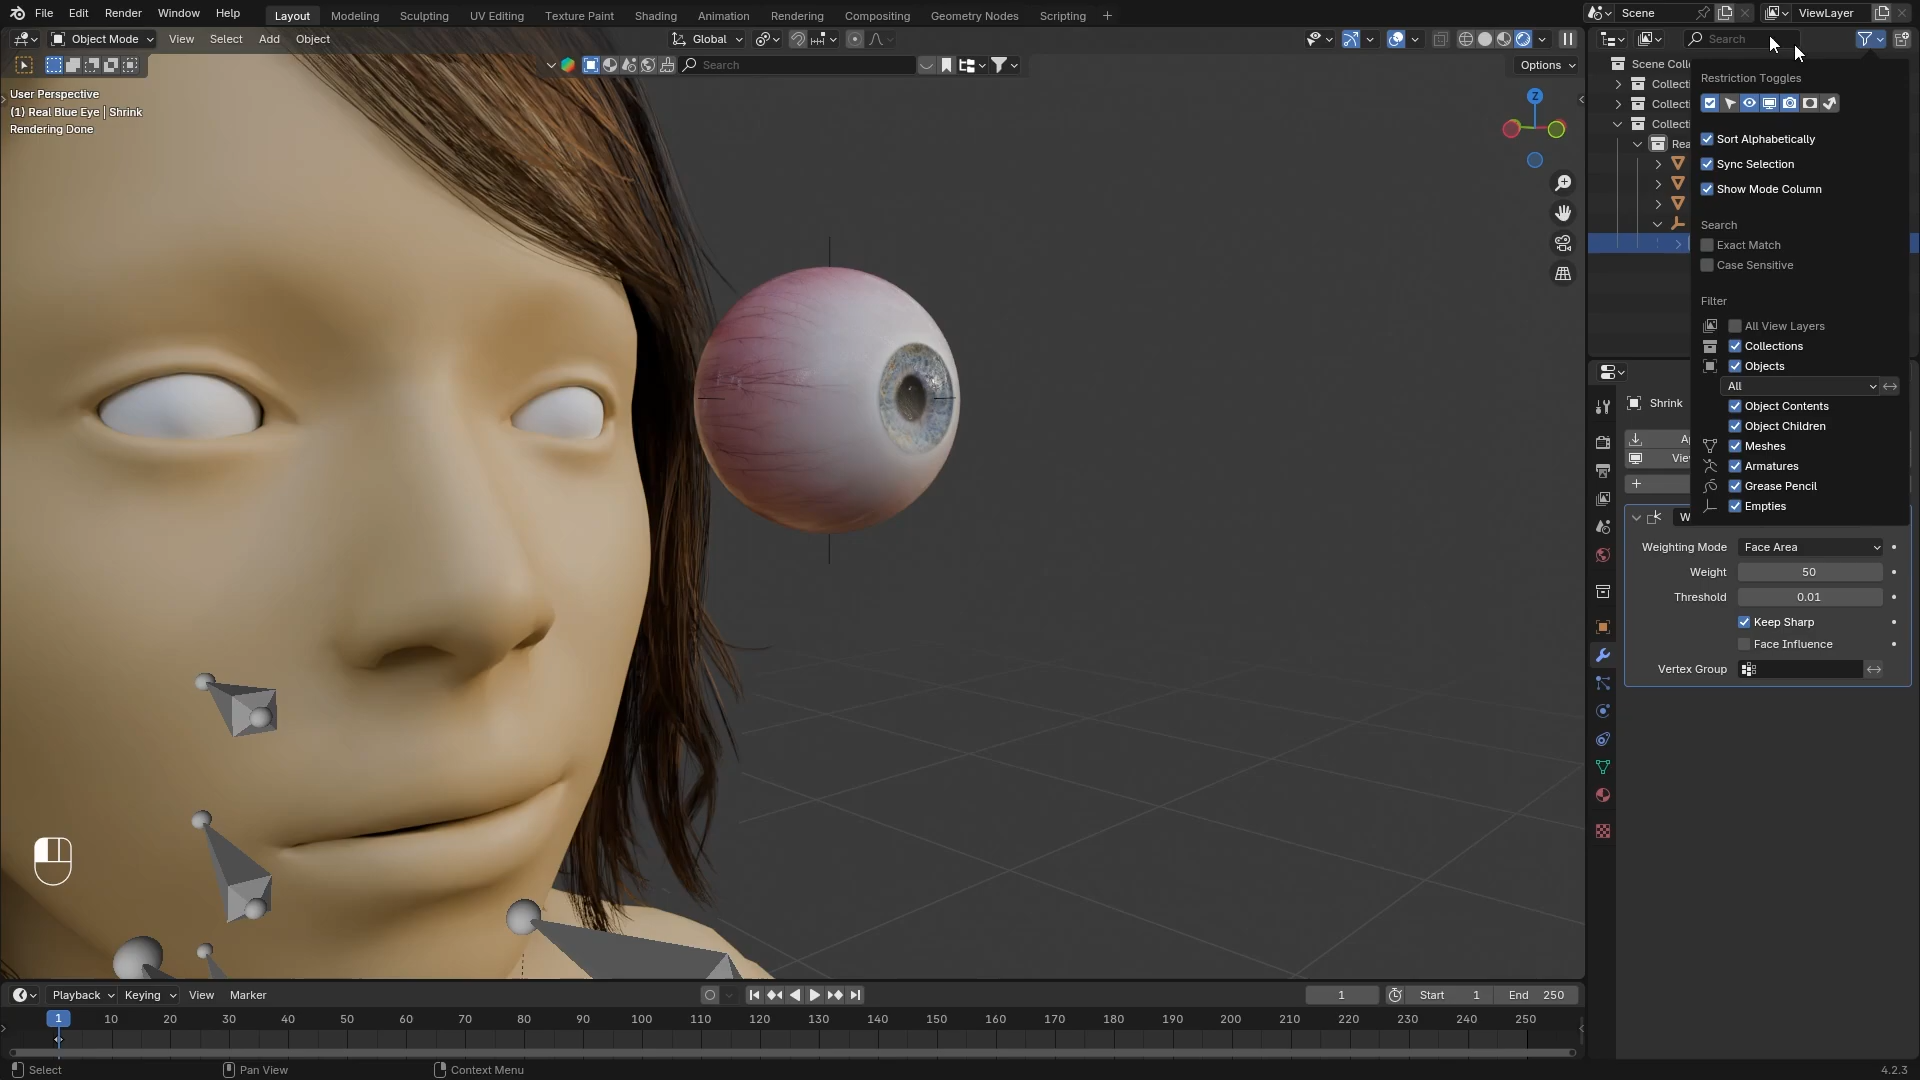 File Edit Render Window Help Layout Modeling Sculpting UV Editing Texture Paint Shading Animation Rendering Compositing Geometry Nodes Scripting + Scene ViewLayer
Object Mode View Select Add Object Global Search
Search Options
User Perspective
(1) Real Blue Eye | Shrink
Rendering Done
Z
Scene Coll
Collecti
Collecti
Collecti
Rea
Restriction Toggles
Sort Alphabetically
Sync Selection
Show Mode Column
Search
Exact Match
Case Sensitive
Filter
All View Layers
Collections
Objects
All
Object Contents
Object Children
Meshes
Armatures
Grease Pencil
Empties
Shrink
A
Vie
W
Weighting Mode Face Area
Weight 50
Threshold 0.01
Keep Sharp
Face Influence
Vertex Group
Playback Keying View Marker 1 Start 1 End 250
1 10 20 30 40 50 60 70 80 90 100 110 120 130 140 150 160 170 180 190 200 210 220 230 240 250
Select Pan View Context Menu 4.2.3